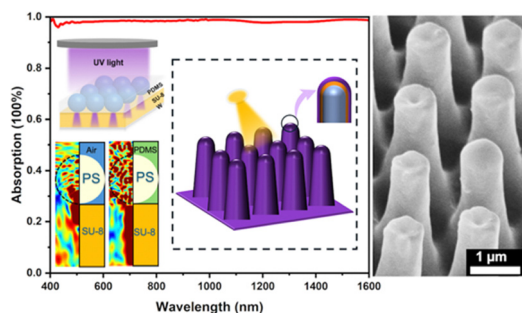 Absorption (100%)
1.0
0.8
0.6
0.4
0.2
0.0
UV light
PDMS
SU-8
W
Air
PS
SU-8
PDMS
PS
SU-8
400
600
800
1000
1200
1400
1600
Wavelength (nm)
1 µm